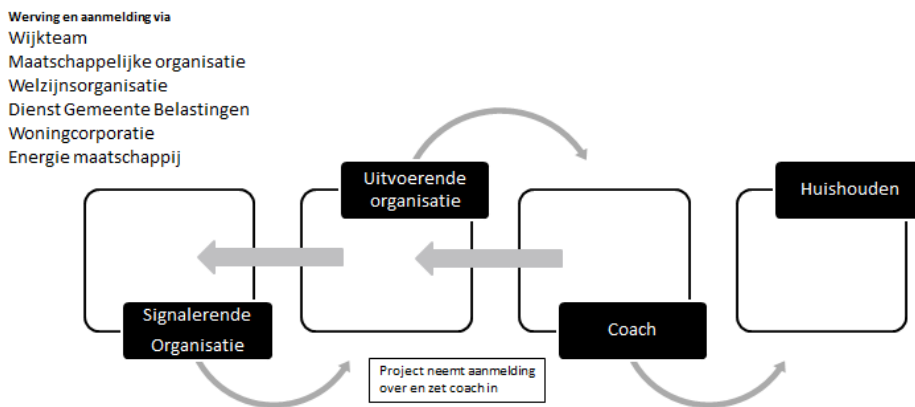 Werving en aanmelding via
Wijkteam
Maatschappelijke organisatie
Welzijnsorganisatie
Dienst Gemeente Belastingen
Woningcorporatie
Energie maatschappij
Uitvoerende
organisatie
Huishouden
Signalerende
Organisatie
Coach
Project neemt aanmelding
over en zet coach in